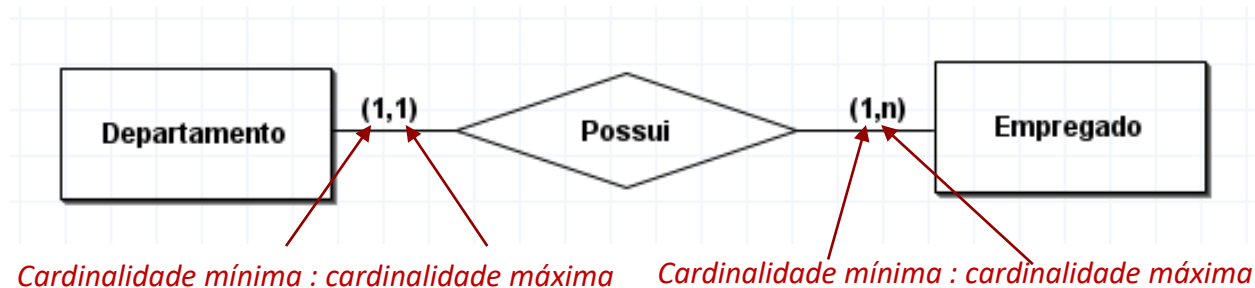 (1,1)
(1,n)
Departamento
Possui
Empregado
Cardinalidade mínima : cardinalidade máxima
Cardinalidade mínima : cardinalidade máxima